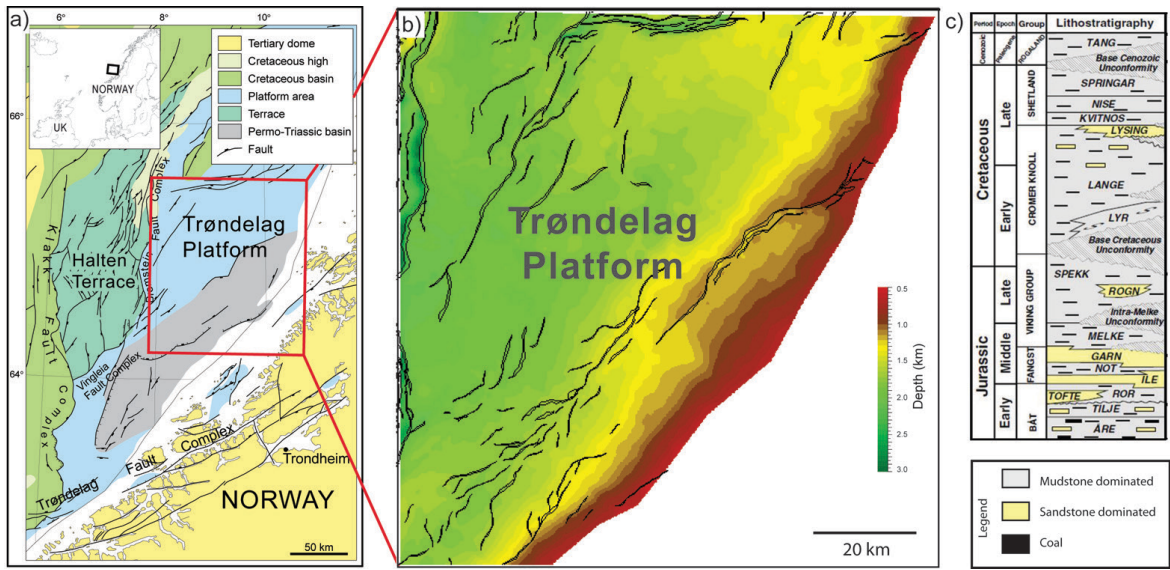 a)
6°
8°
10°
66°
64°
NORWAY
UK
Tertiary dome
Cretaceous high
Cretaceous basin
Platform area
Terrace
Permo-Triassic basin
Fault
Klakk Fault Complex
Halten
Terrace
Fault Complex
Trøndelag
Platform
Vingleia
Fault Complex
Trøndelag Fault Complex
Trondheim
NORWAY
50 km
b)
Trøndelag
Platform
Depth (km)
0.5
1.0
1.5
2.0
2.5
3.0
20 km
c)
Period
Epoch
Group
Lithostratigraphy
Cenozoic
Paleogene
ROGALAND
TANG
Base Cenozoic
Unconformity
Cretaceous
Late
SHETLAND
SPRINGAR
NISE
KVITNOS
LYSING
Early
CROMER KNOLL
LANGE
LYR
Base Cretaceous
Unconformity
Jurassic
Late
VIKING GROUP
SPEKK
ROGN
Intra-Melke
Unconformity
Middle
MELKE
FANGST
GARN
NOT
ILE
Early
BÅT
TOFTE
ROR
TILJE
ÅRE
Legend
Mudstone dominated
Sandstone dominated
Coal